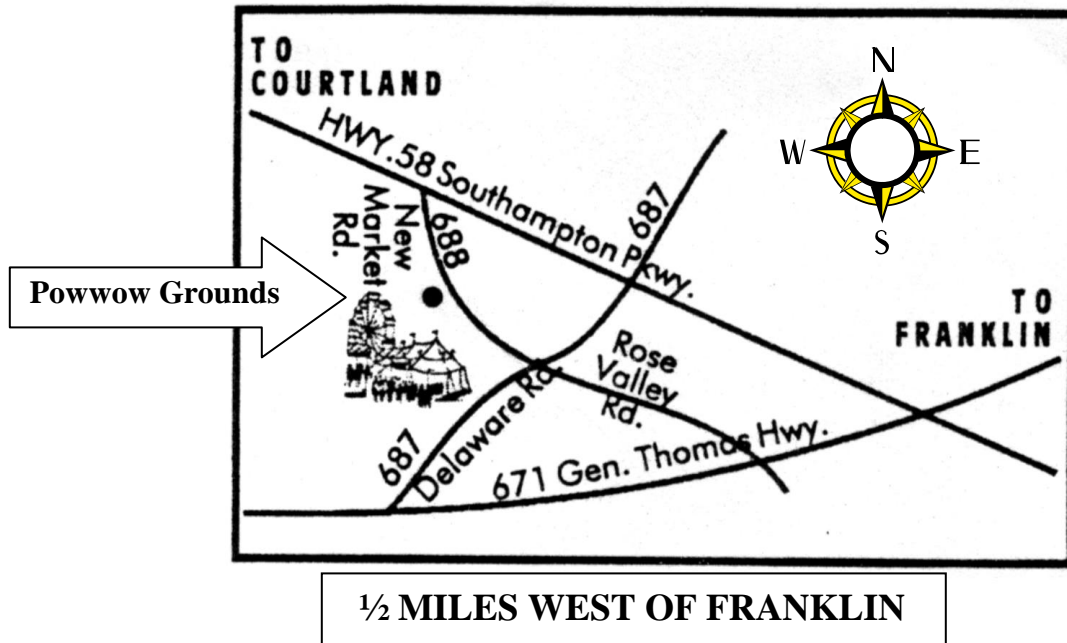 TO
COURTLAND
N
W
E
S
HWY.58 Southampton Pkwy.
687
New
Market
Rd.
688
Powwow Grounds
TO
FRANKLIN
Rose
Valley
Rd.
Delaware Rd.
687
671 Gen. Thomas Hwy.
½ MILES WEST OF FRANKLIN